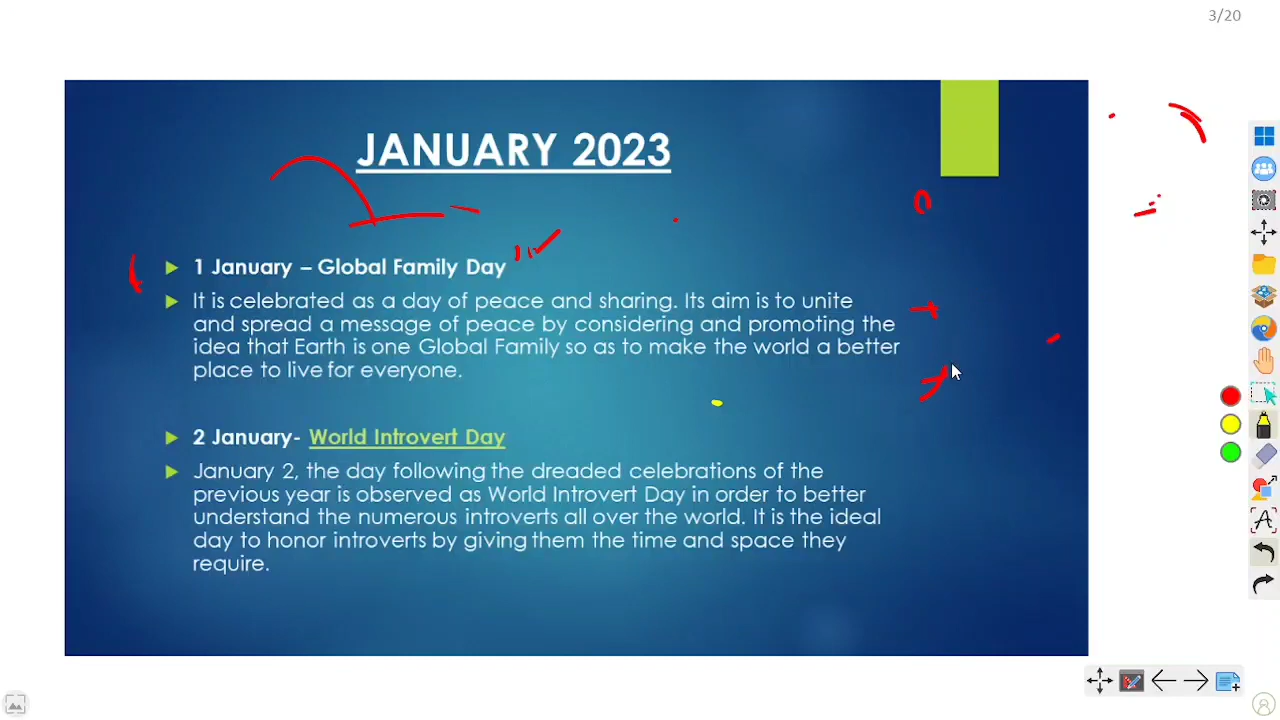 3/20
JANUARY 2023
1 January – Global Family Day
It is celebrated as a day of peace and sharing. Its aim is to unite
and spread a message of peace by considering and promoting the
idea that Earth is one Global Family so as to make the world a better
place to live for everyone.
2 January- World Introvert Day
January 2, the day following the dreaded celebrations of the
previous year is observed as World Introvert Day in order to better
understand the numerous introverts all over the world. It is the ideal
day to honor introverts by giving them the time and space they
require.